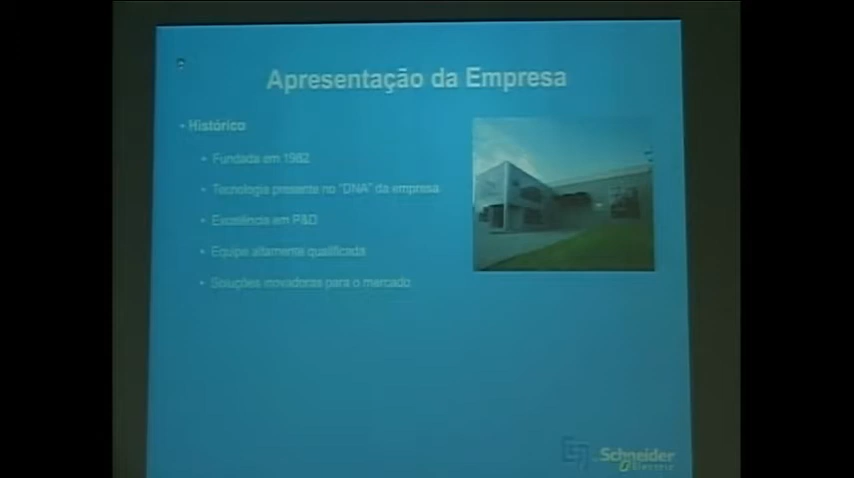 Apresentação da Empresa
• Histórico
• Fundada em 1982
• Tecnologia presente no "DNA" da empresa
• Excelência em P&D
• Equipe altamente qualificada
• Soluções inovadoras para o mercado
Schneider
Electric